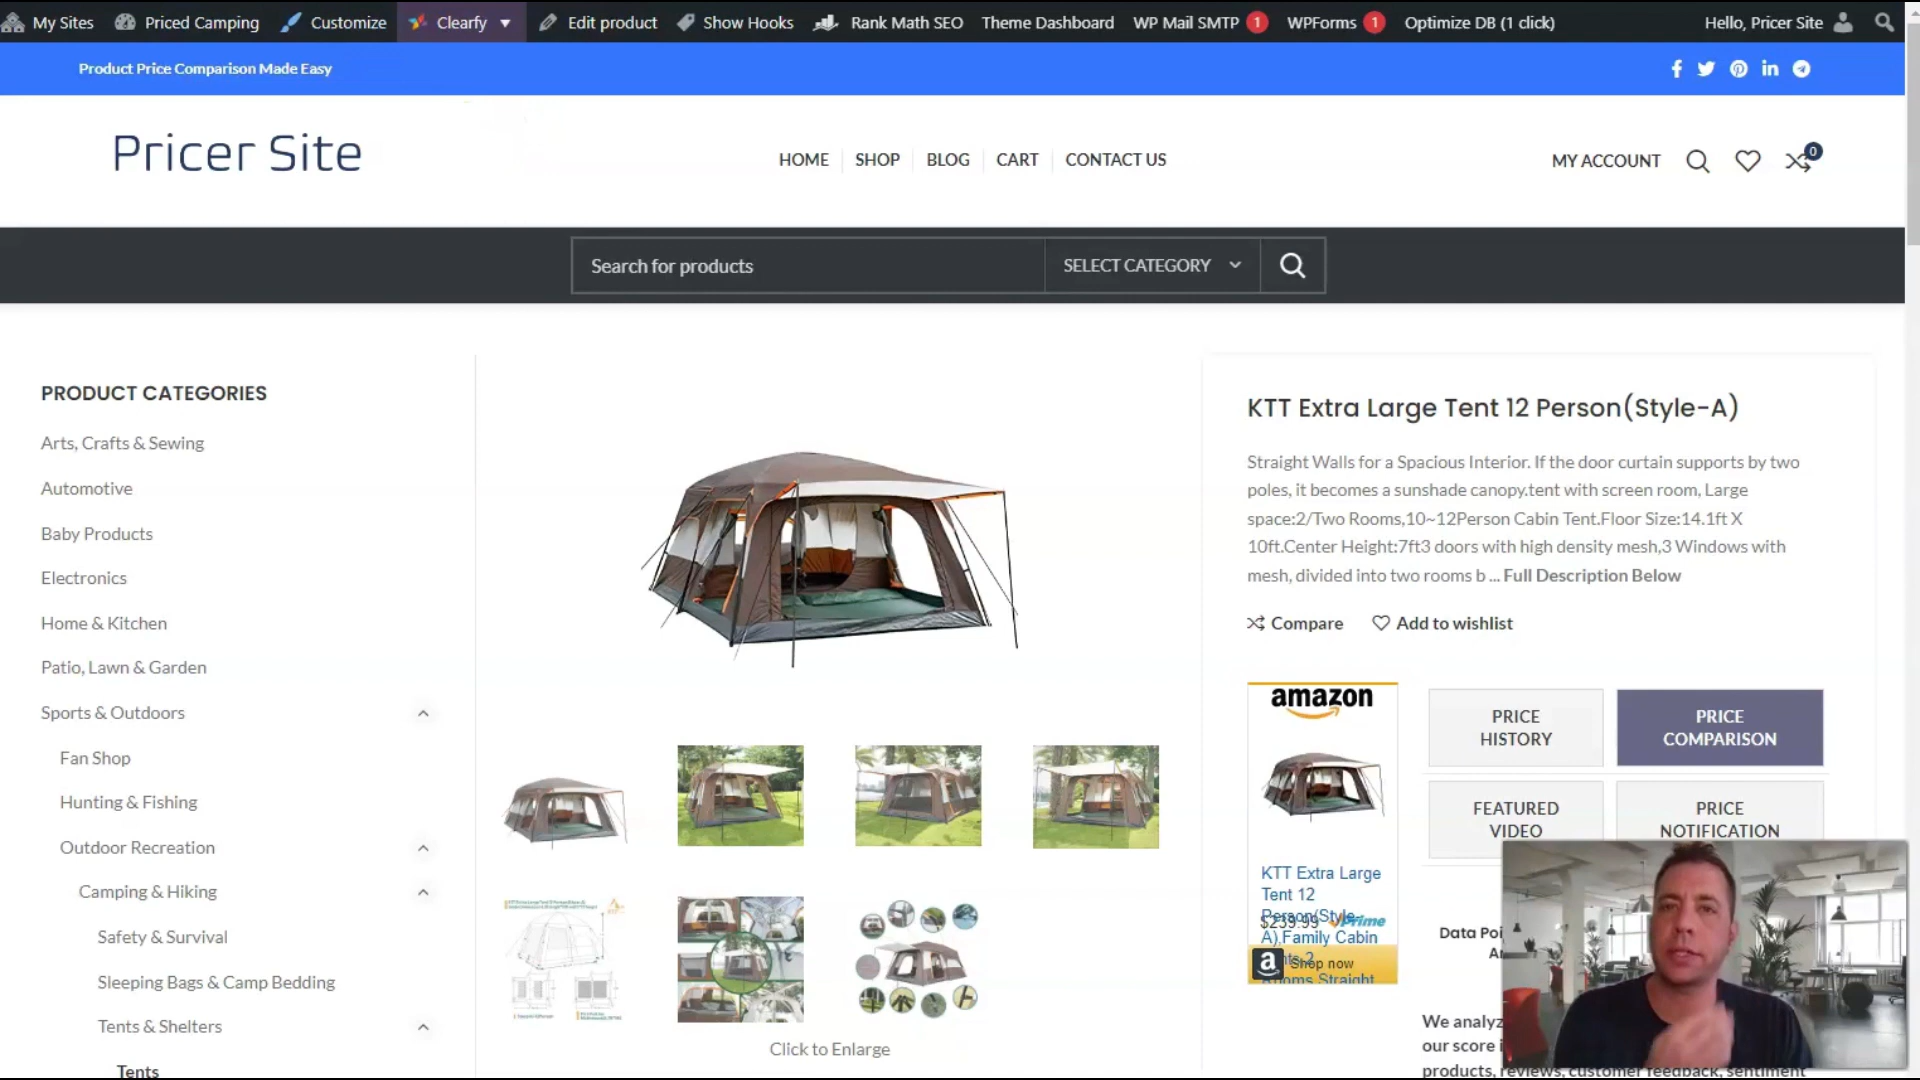 My Sites Priced Camping Customize Clearfy Edit product Show Hooks Rank Math SEO Theme Dashboard WP Mail SMTP 1 WPForms 1 Optimize DB (1 click) Hello, Pricer Site
Product Price Comparison Made Easy
Pricer Site
HOME SHOP BLOG CART CONTACT US
MY ACCOUNT 0
Search for products SELECT CATEGORY
PRODUCT CATEGORIES
Arts, Crafts & Sewing
Automotive
Baby Products
Electronics
Home & Kitchen
Patio, Lawn & Garden
Sports & Outdoors
Fan Shop
Hunting & Fishing
Outdoor Recreation
Camping & Hiking
Safety & Survival
Sleeping Bags & Camp Bedding
Tents & Shelters
Tents
Click to Enlarge
KTT Extra Large Tent 12 Person(Style-A)
Straight Walls for a Spacious Interior. If the door curtain supports by two
poles, it becomes a sunshade canopy.tent with screen room, Large
space:2/Two Rooms,10~12Person Cabin Tent.Floor Size:14.1ft X
10ft.Center Height:7ft3 doors with high density mesh,3 Windows with
mesh, divided into two rooms b ... Full Description Below
Compare Add to wishlist
amazon
KTT Extra Large
Tent 12
Person(Style-
$239.99 Prime
A),Family Cabin
Shop now
Rooms Straight
PRICE
HISTORY
PRICE
COMPARISON
FEATURED
VIDEO
PRICE
NOTIFICATION
Data Poi
We analyz
our score i
products, reviews, customer feedback, sentiment